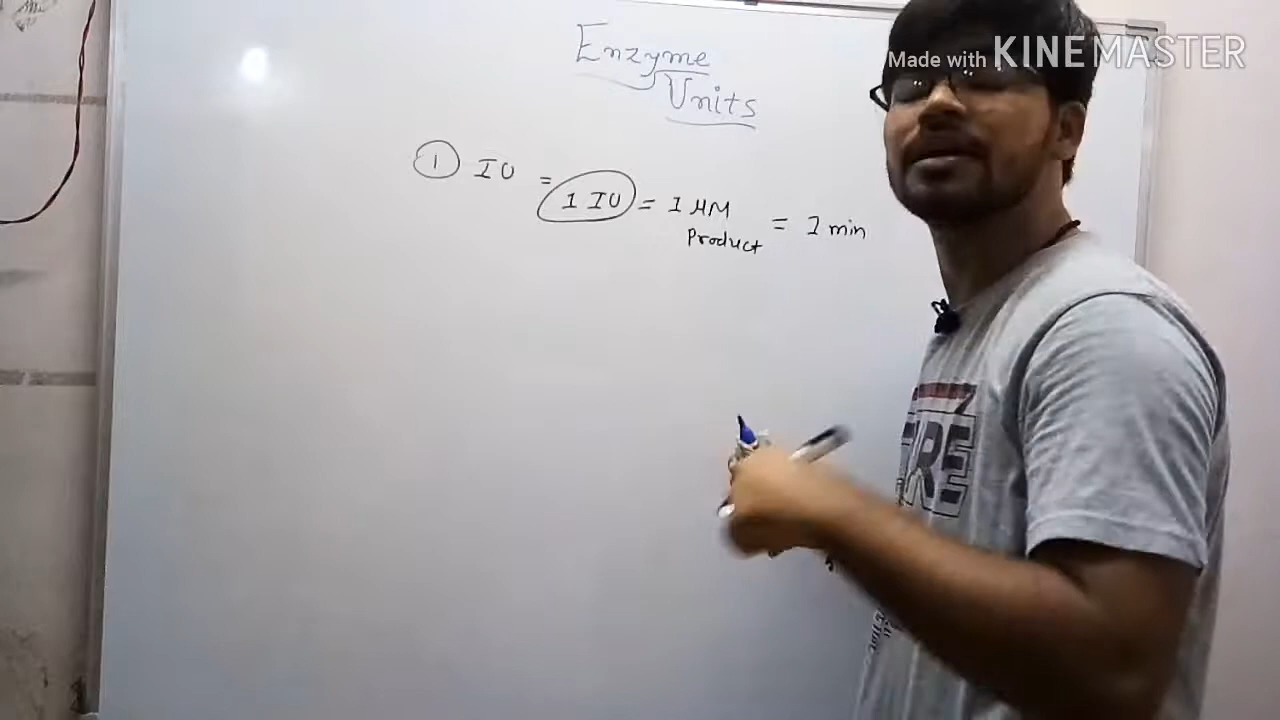 Made with KINEMASTER
Enzyme
Units
1 IU =
1 IU = 1 μM = 1 min
Product